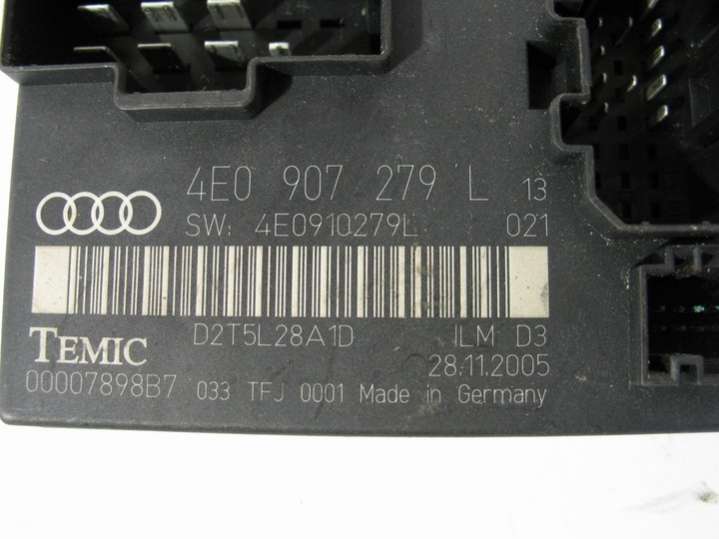 4E0 907 279 L 13
SW: 4E0910279L 021
D2T5L28A1D ILM D3
TEMIC 28.11.2005
00007898B7 033 TFJ 0001 Made in Germany